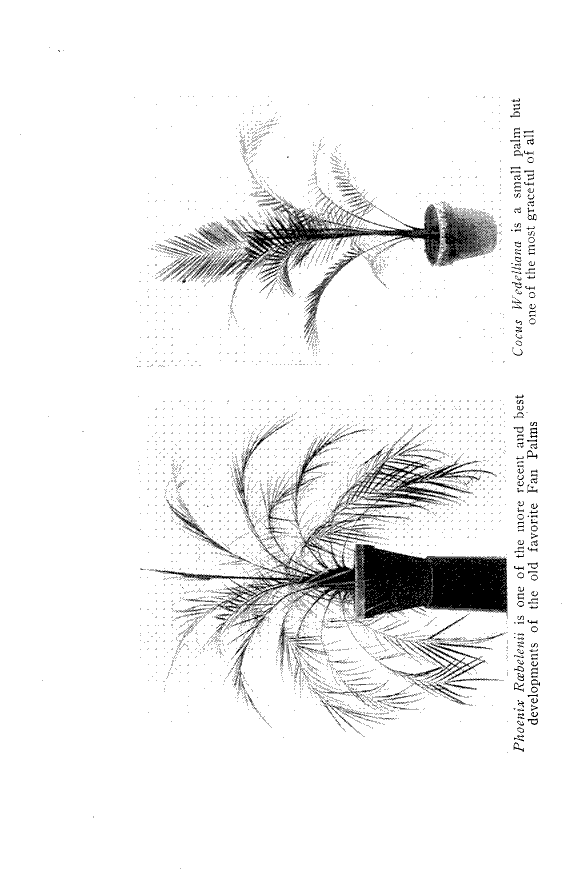 Phoenix Rœbelenii is one of the more recent and best
developments of the old favorite Fan Palms
Cocus Wedelliana is a small palm but
one of the most graceful of all